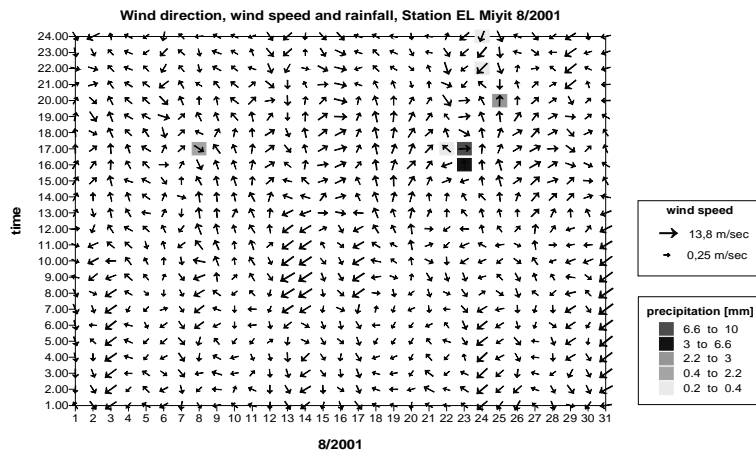 Wind direction, wind speed and rainfall, Station EL Miyit 8/2001
24.00
23.00
22.00
21.00
20.00
19.00
18.00
17.00
16.00
15.00
14.00
13.00
12.00
11.00
10.00
9.00
8.00
7.00
6.00
5.00
4.00
3.00
2.00
1.00
time
1 2 3 4 5 6 7 8 9 10 11 12 13 14 15 16 17 18 19 20 21 22 23 24 25 26 27 28 29 30 31
8/2001
wind speed
13,8 m/sec
0,25 m/sec
precipitation [mm]
6.6 to 10
3 to 6.6
2.2 to 3
0.4 to 2.2
0.2 to 0.4